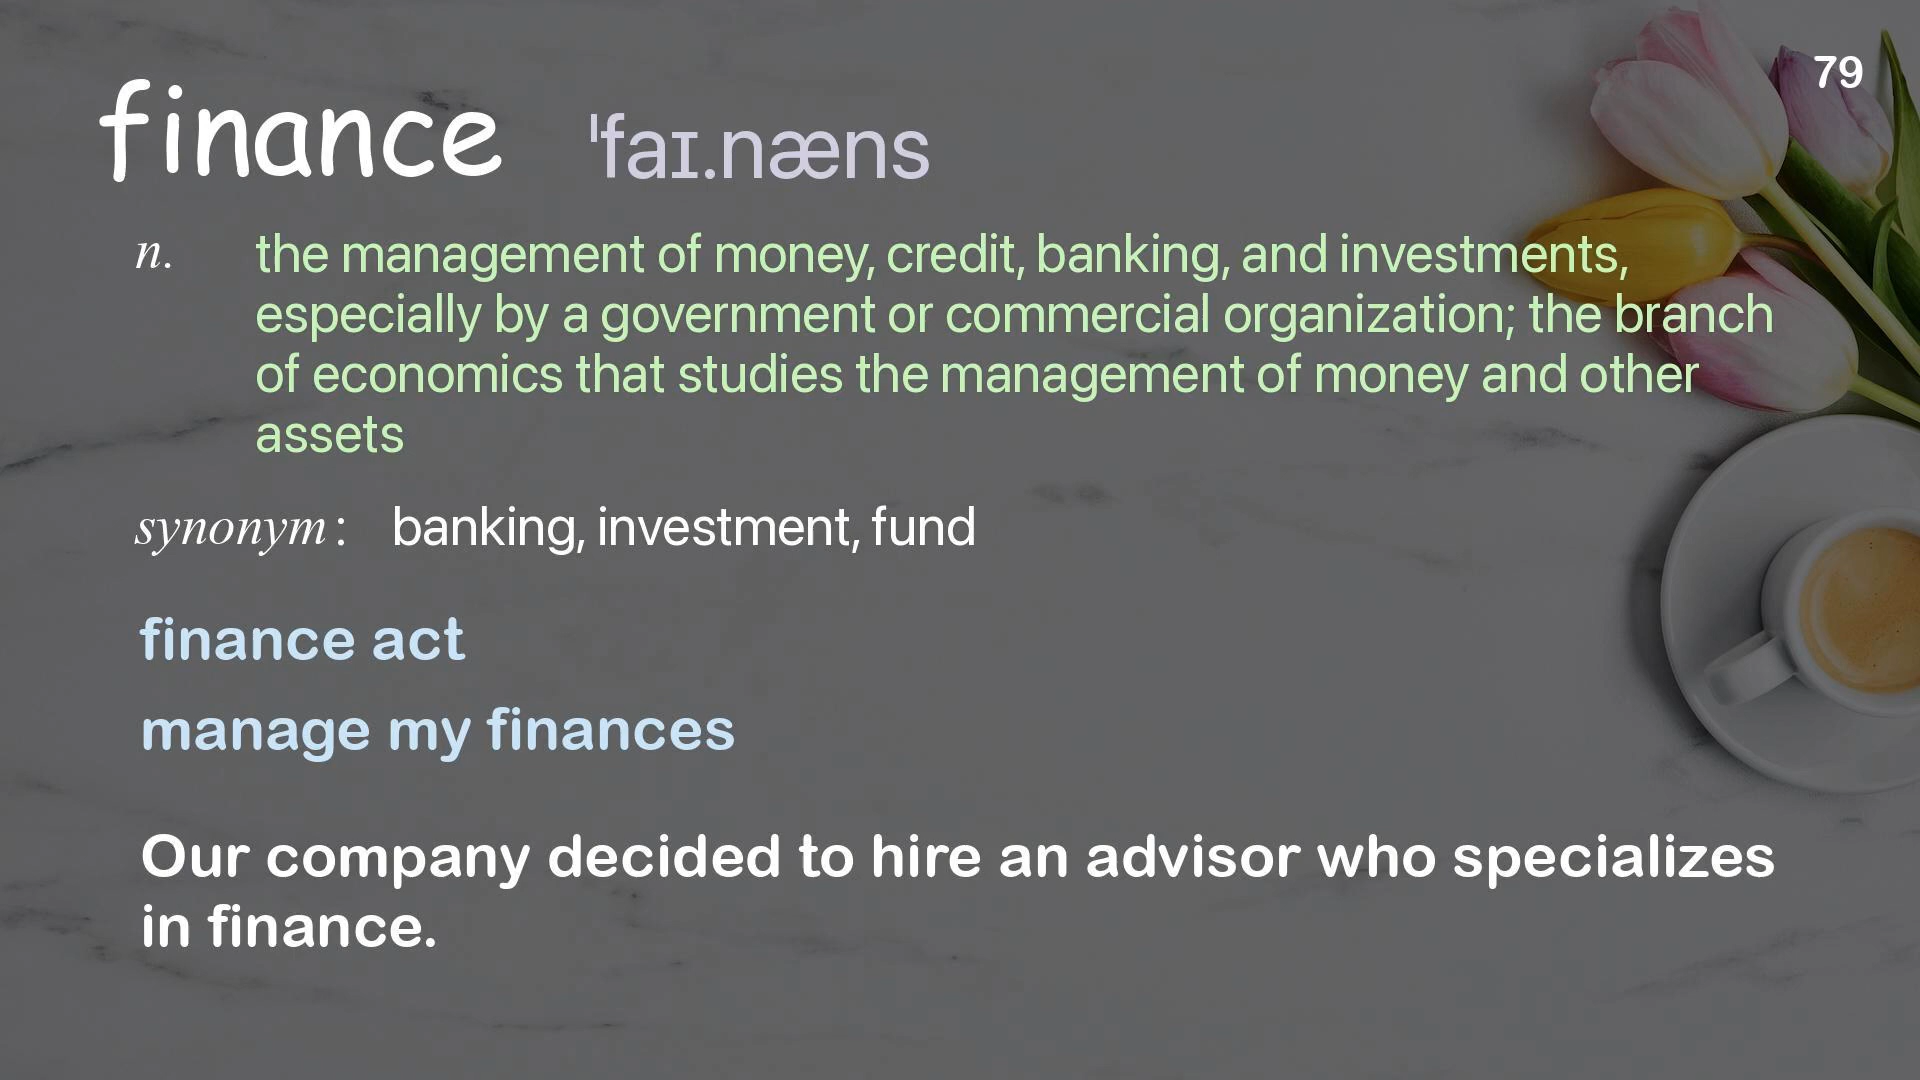 79
finance ˈfaɪ.næns
n. the management of money, credit, banking, and investments,
especially by a government or commercial organization; the branch
of economics that studies the management of money and other
assets
synonym: banking, investment, fund
finance act
manage my finances
Our company decided to hire an advisor who specializes
in finance.